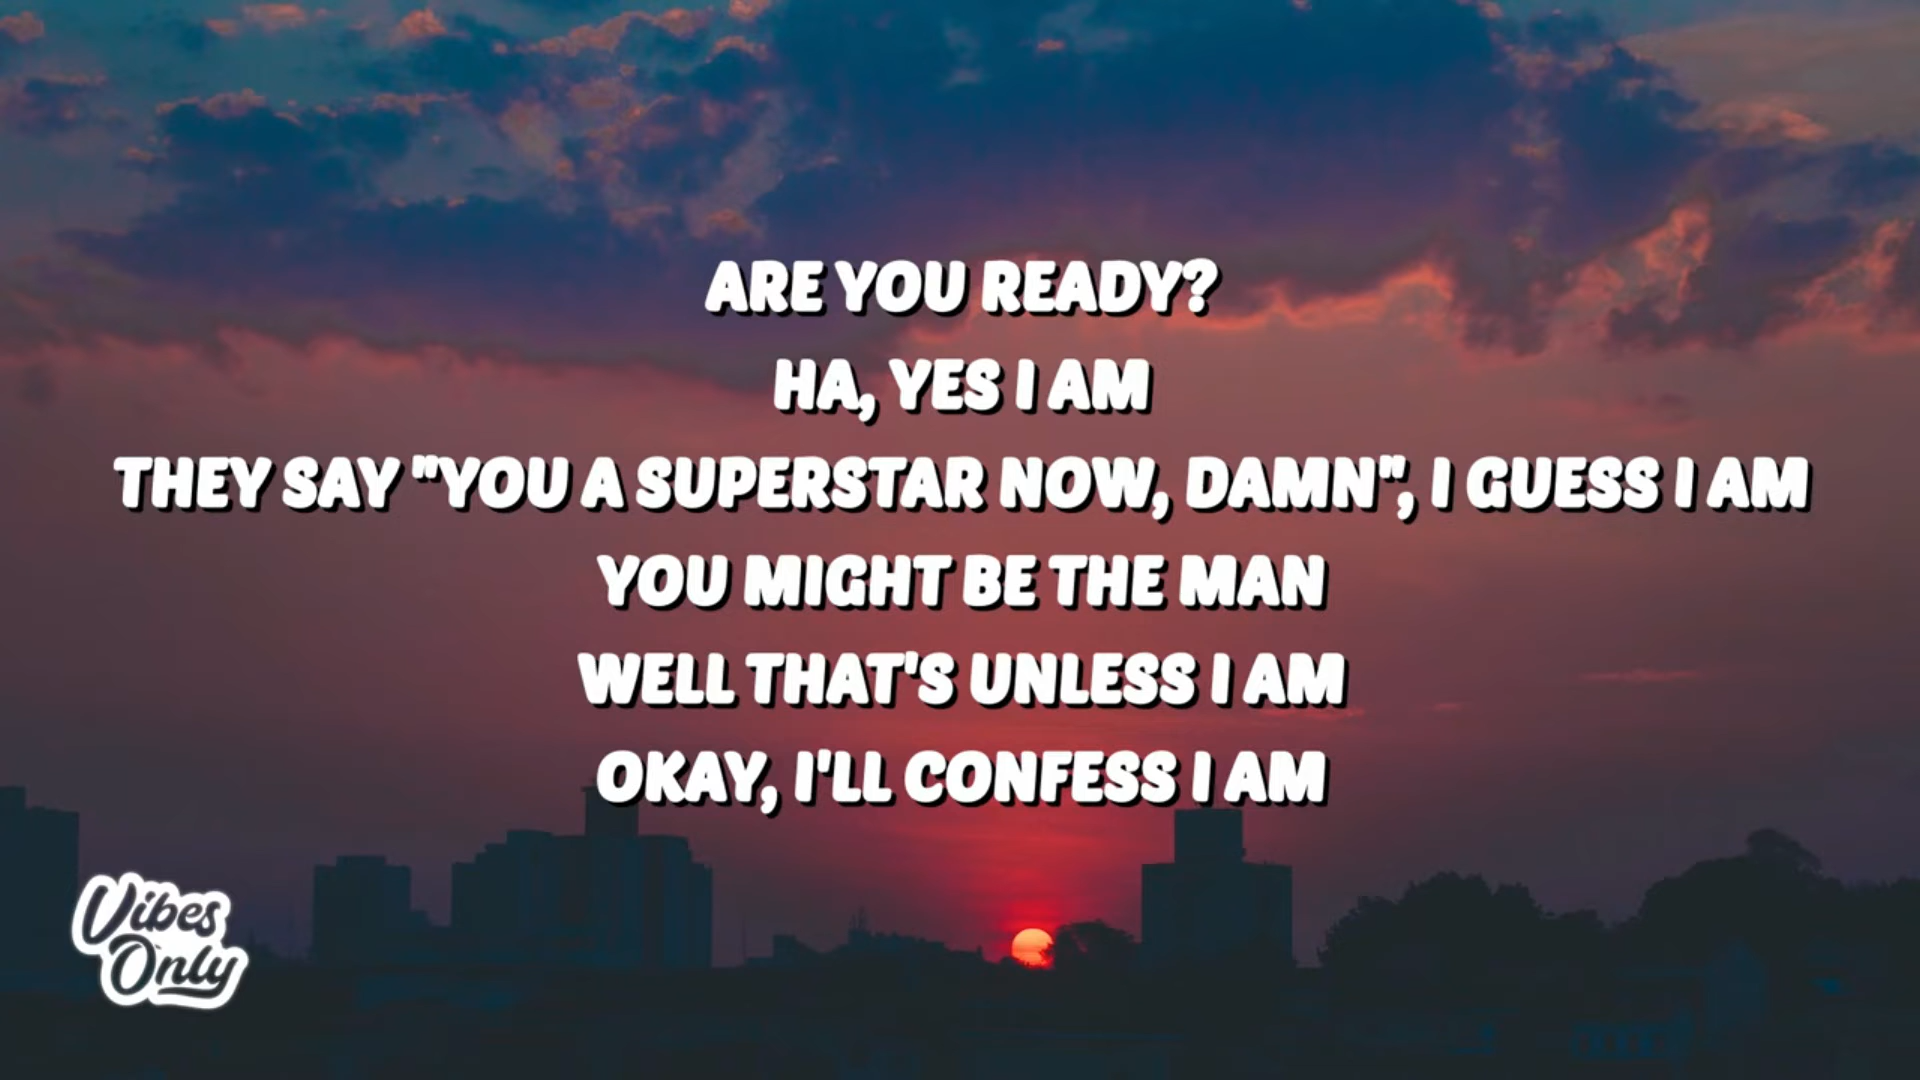 ARE YOU READY?
HA, YES I AM
THEY SAY "YOU A SUPERSTAR NOW, DAMN", I GUESS I AM
YOU MIGHT BE THE MAN
WELL THAT'S UNLESS I AM
OKAY, I'LL CONFESS I AM
Vibes
Only